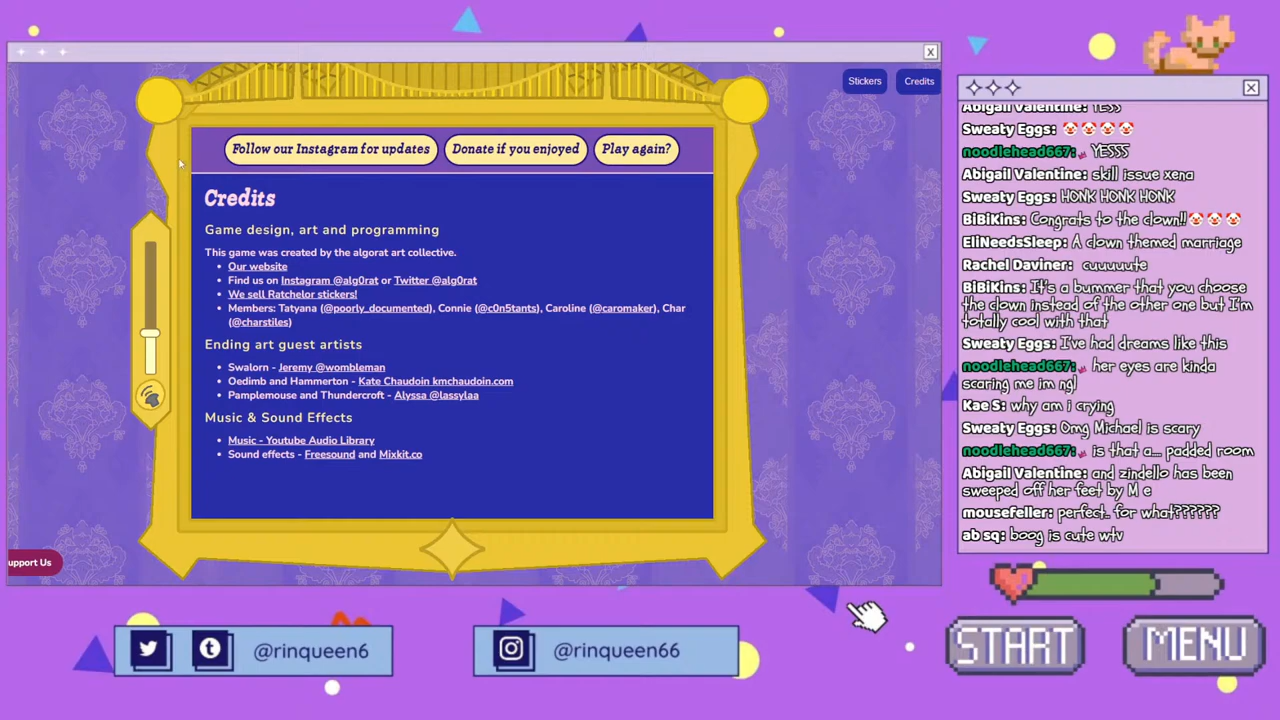 Stickers
Credits
Follow our Instagram for updates
Donate if you enjoyed
Play again?
Credits
Game design, art and programming
This game was created by the algorat art collective.
Our website
Find us on Instagram @alg0rat or Twitter @alg0rat
We sell Ratchelor stickers!
Members: Tatyana (@poorly_documented), Connie (@c0n5tants), Caroline (@caromaker), Char
(@charstiles)
Ending art guest artists
Swalorn - Jeremy @wombleman
Oedimb and Hammerton - Kate Chaudoin kmchaudoin.com
Pamplemouse and Thundercroft - Alyssa @lassylaa
Music & Sound Effects
Music - Youtube Audio Library
Sound effects - Freesound and Mixkit.co
upport Us
X
X
Abigail Valentine: YESS
Sweaty Eggs: 🤡🤡🤡🤡
noodlehead667: YESSS
Abigail Valentine: skill issue xena
Sweaty Eggs: HONK HONK HONK
BiBiKins: Congrats to the clown!!🤡🤡🤡
EliNeedsSleep: A clown themed marriage
Rachel Daviner: cuuuuute
BiBiKins: It's a bummer that you choose
the clown instead of the other one but I'm
totally cool with that
Sweaty Eggs: I've had dreams like this
noodlehead667: her eyes are kinda
scaring me im ngl
Kae S: why am i crying
Sweaty Eggs: Omg Michael is scary
noodlehead667: is that a... padded room
Abigail Valentine: and zindello has been
sweeped off her feet by M e
mousefeller: perfect.. for what??????
ab sq: boog is cute wtv
@rinqueen6
@rinqueen66
START
MENU